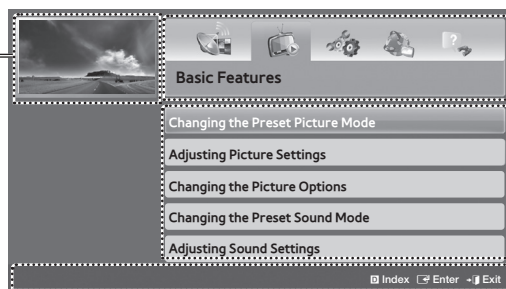 Basic Features
Changing the Preset Picture Mode
Adjusting Picture Settings
Changing the Picture Options
Changing the Preset Sound Mode
Adjusting Sound Settings
D Index Enter Exit